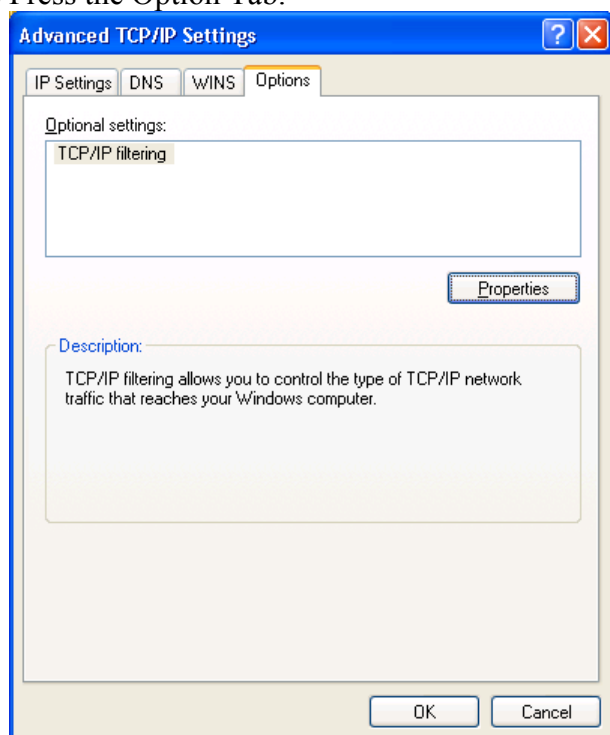 Press the Option Tab.
Advanced TCP/IP Settings
IP Settings DNS WINS Options
Optional settings:
TCP/IP filtering
Properties
Description:
TCP/IP filtering allows you to control the type of TCP/IP network
traffic that reaches your Windows computer.
OK Cancel